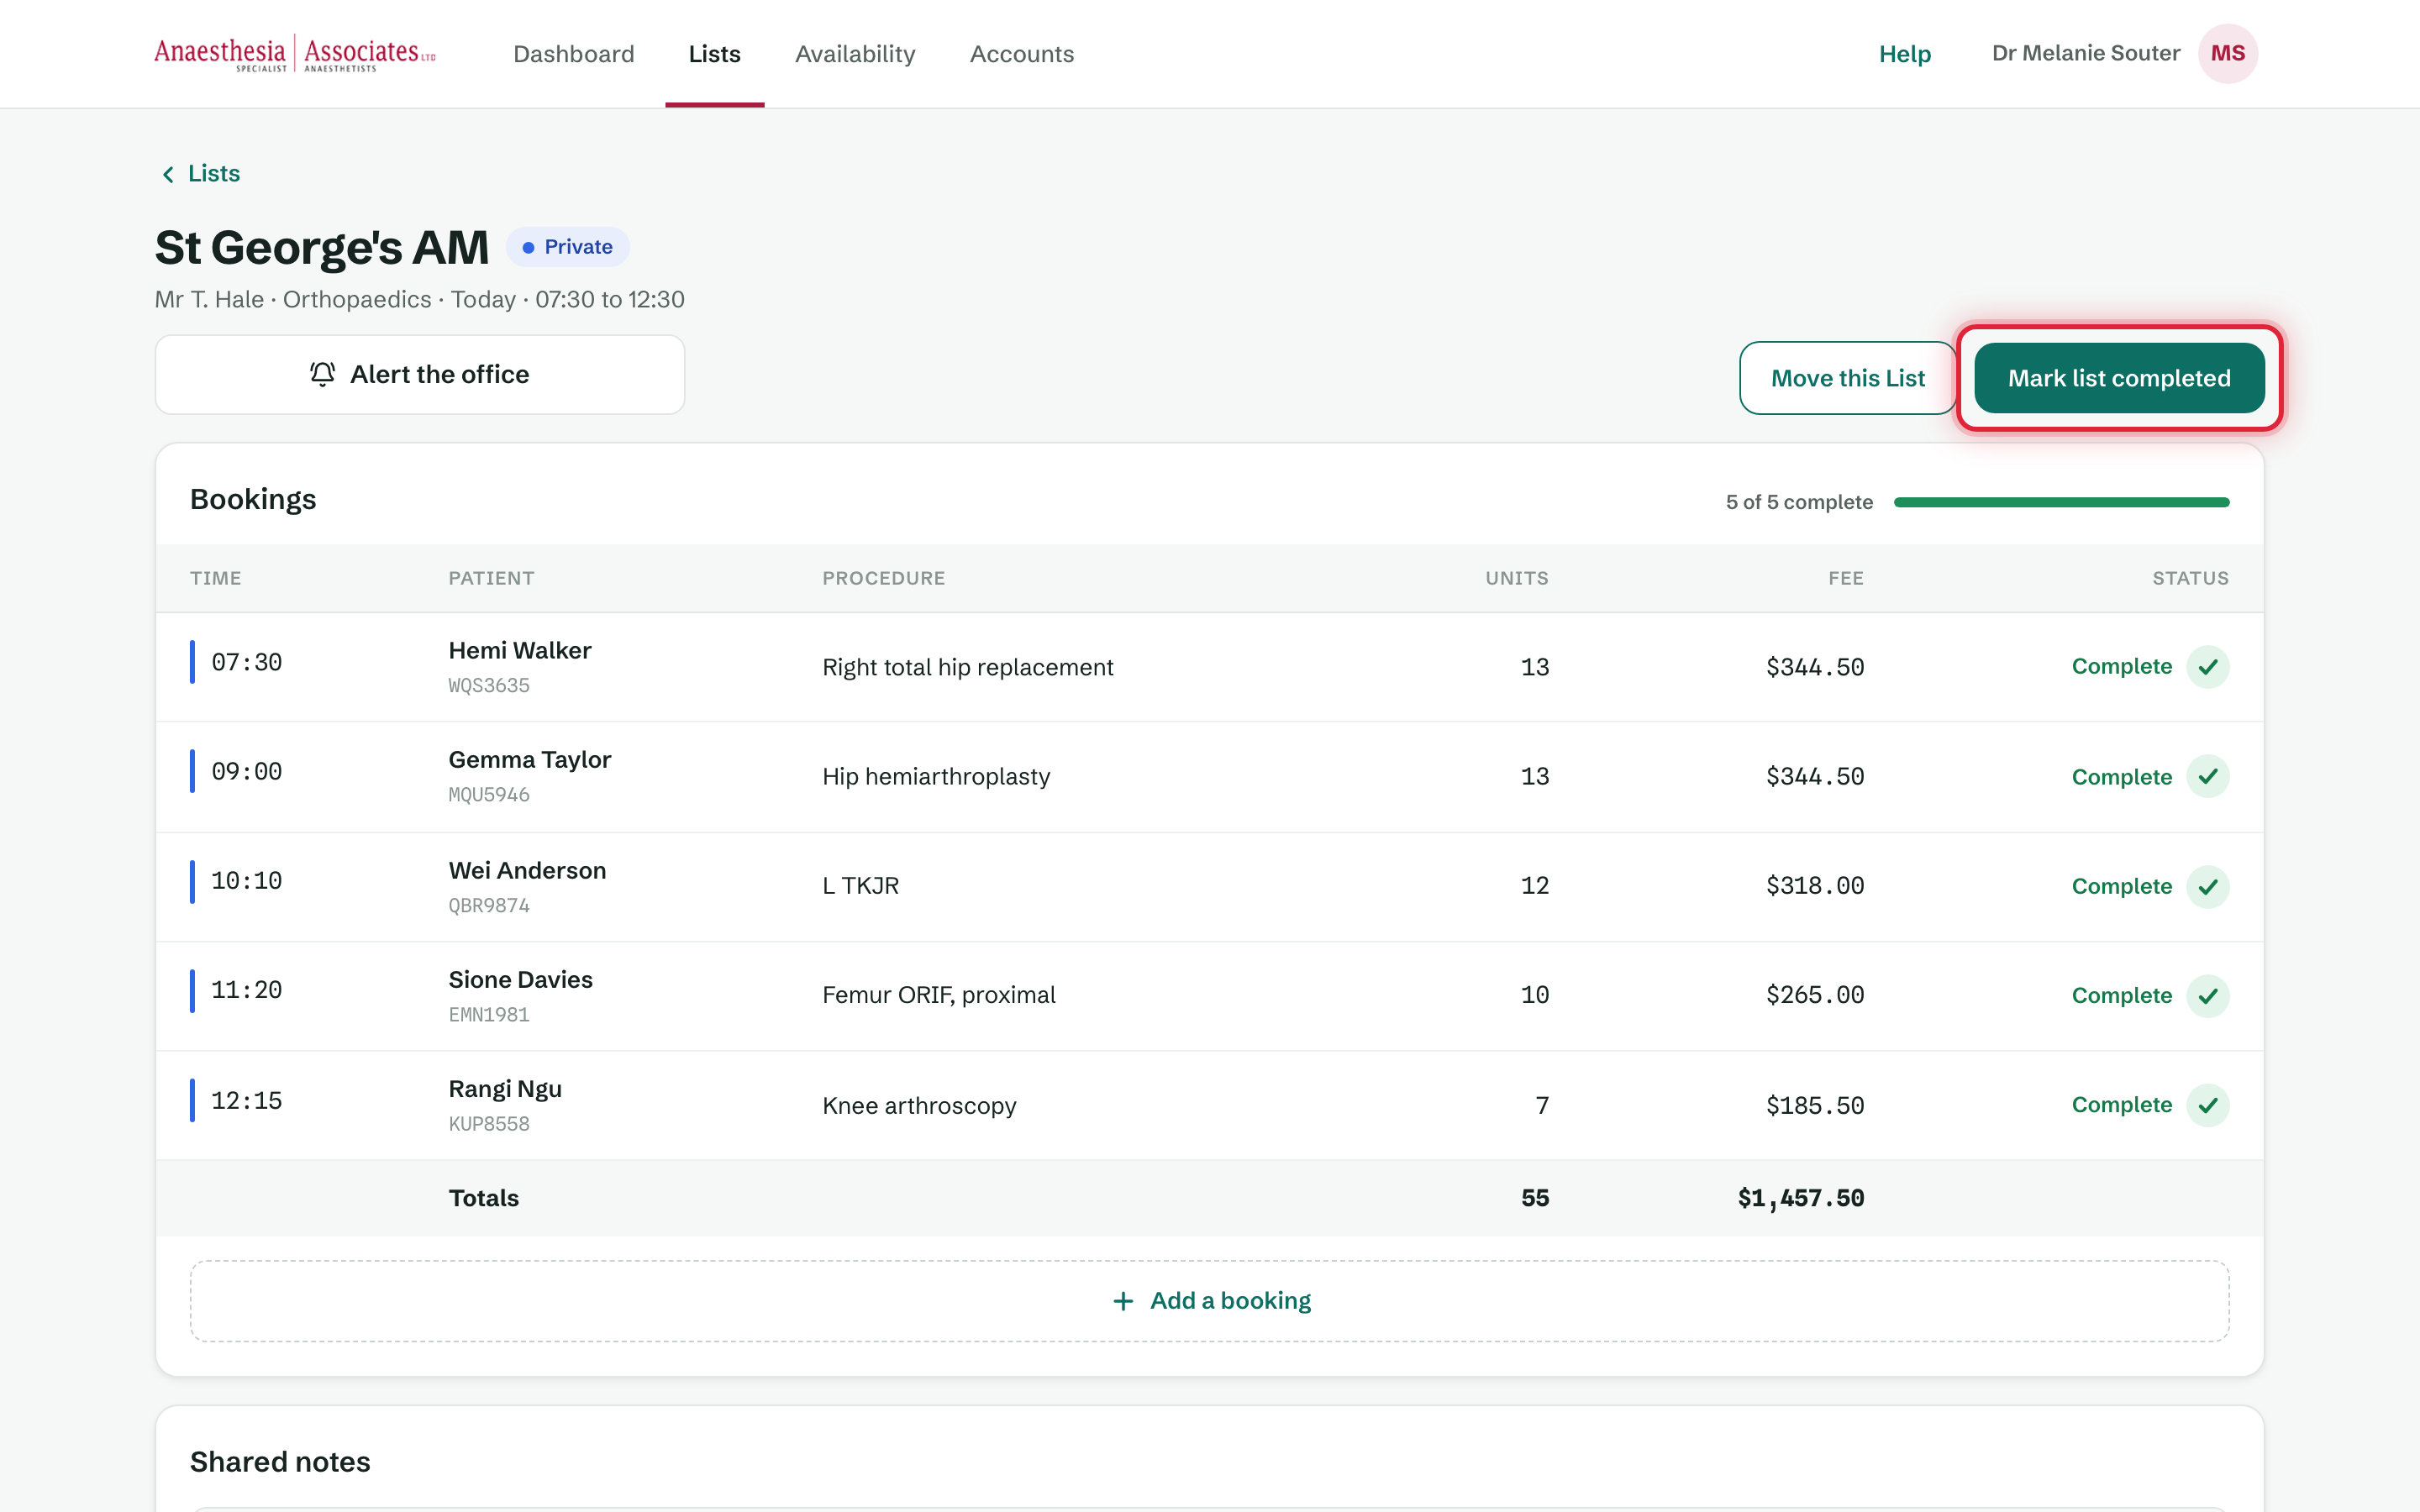 Anaesthesia | Associates LTD
SPECIALIST ANAESTHETISTS
Dashboard Lists Availability Accounts Help Dr Melanie Souter MS
Lists
St George's AM Private
Mr T. Hale · Orthopaedics · Today · 07:30 to 12:30
Alert the office Move this List Mark list completed
Bookings 5 of 5 complete
TIME PATIENT PROCEDURE UNITS FEE STATUS
07:30 Hemi Walker Right total hip replacement 13 $344.50 Complete
WQS3635
09:00 Gemma Taylor Hip hemiarthroplasty 13 $344.50 Complete
MQU5946
10:10 Wei Anderson L TKJR 12 $318.00 Complete
QBR9874
11:20 Sione Davies Femur ORIF, proximal 10 $265.00 Complete
EMN1981
12:15 Rangi Ngu Knee arthroscopy 7 $185.50 Complete
KUP8558
Totals 55 $1,457.50
+ Add a booking
Shared notes